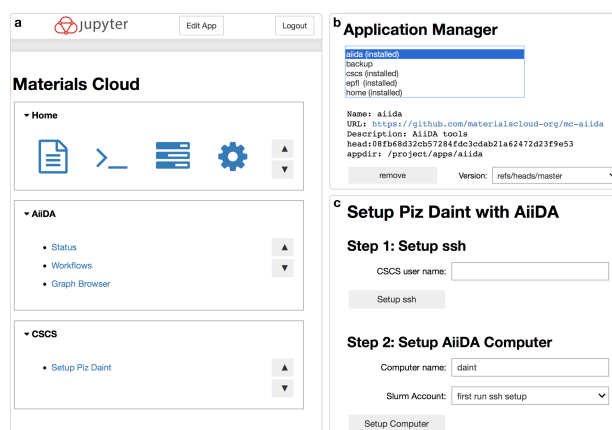 a
jupyter
Edit App
Logout
Materials Cloud
Home
AiiDA
Status
Workflows
Graph Browser
CSCS
Setup Piz Daint
b
Application Manager
aiida (installed)
backup
cscs (installed)
epfl (installed)
home (installed)
Name: aiida
URL: https://github.com/materialscloud-org/mc-aiida
Description: AiiDA tools
head:08fb68d32cb57284fdc3cdab21a62472d23f9e53
appdir: /project/apps/aiida
remove
Version: refs/heads/master
c
Setup Piz Daint with AiiDA
Step 1: Setup ssh
CSCS user name:
Setup ssh
Step 2: Setup AiiDA Computer
Computer name: daint
Slurm Account: first run ssh setup
Setup Computer